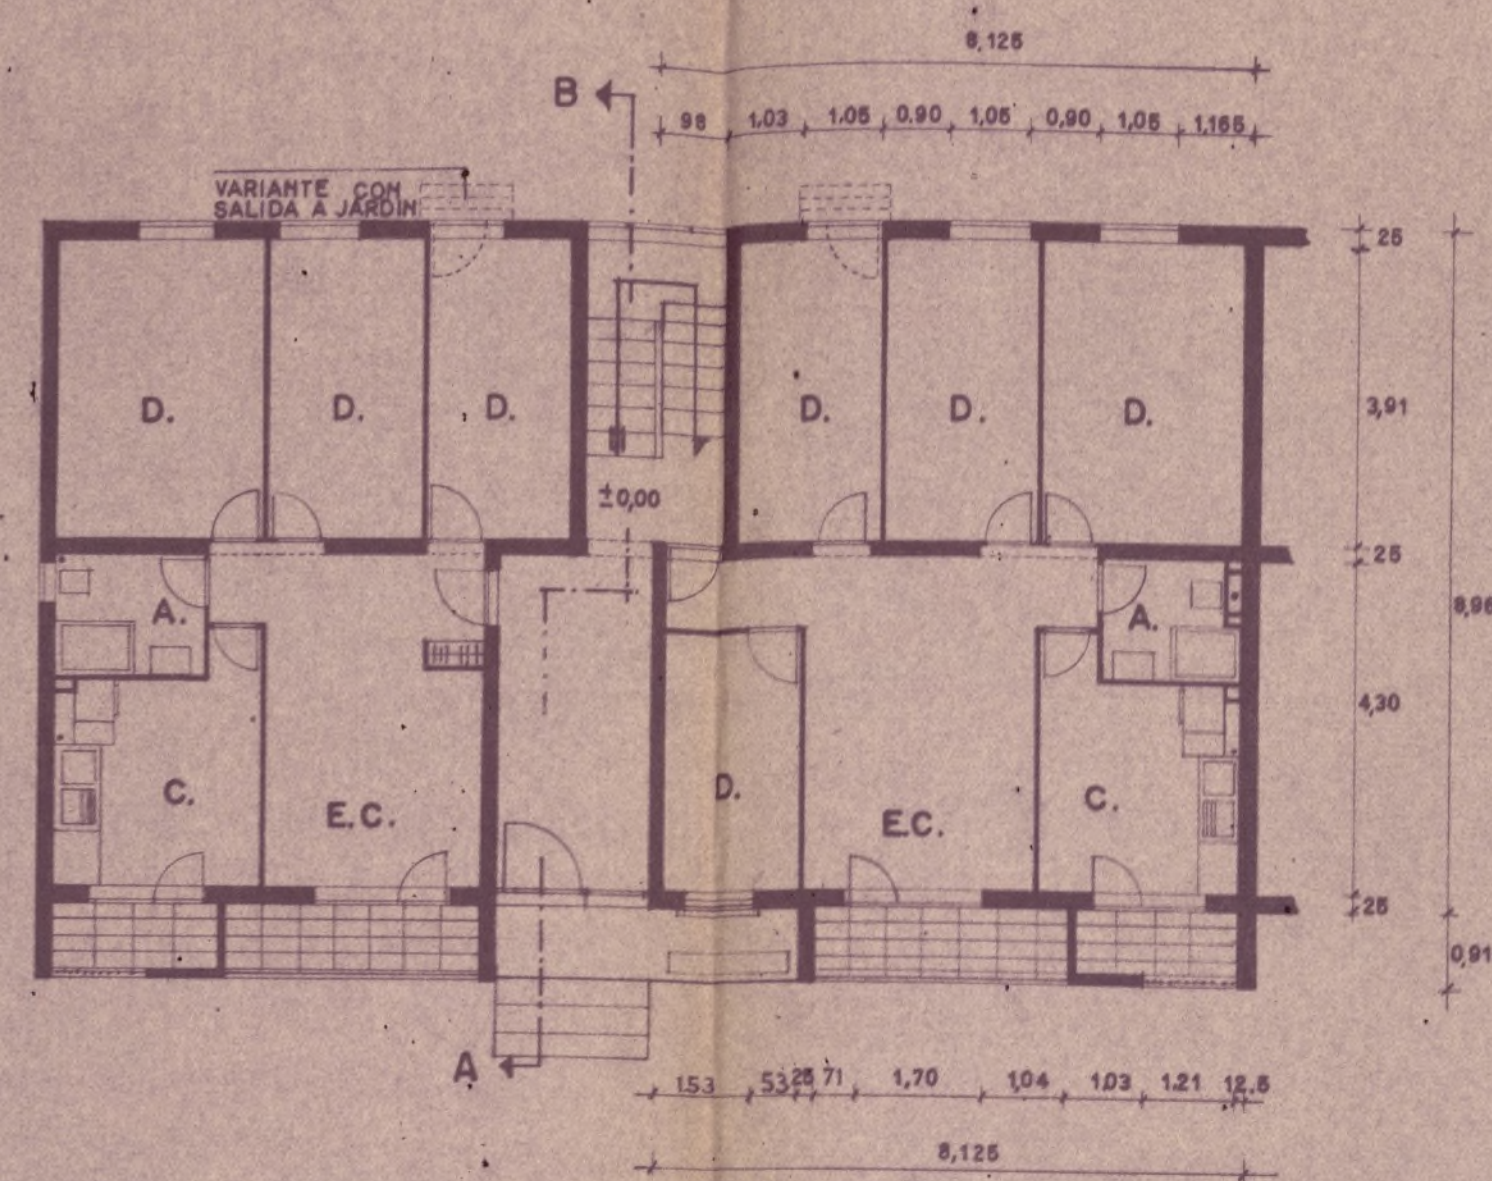 8,125
B
98 1,03 1,05 0,90 1,05 0,90 1,05 1,165
VARIANTE CON
SALIDA A JARDIN
25
D. D. D. D. D. D.
3,91
±0,00
25
A. A.
8,96
4,30
C. E.C. D. E.C. C.
25
0,91
A
1.53 53 25 71 1,70 1,04 1.03 1.21 12.5
8,125